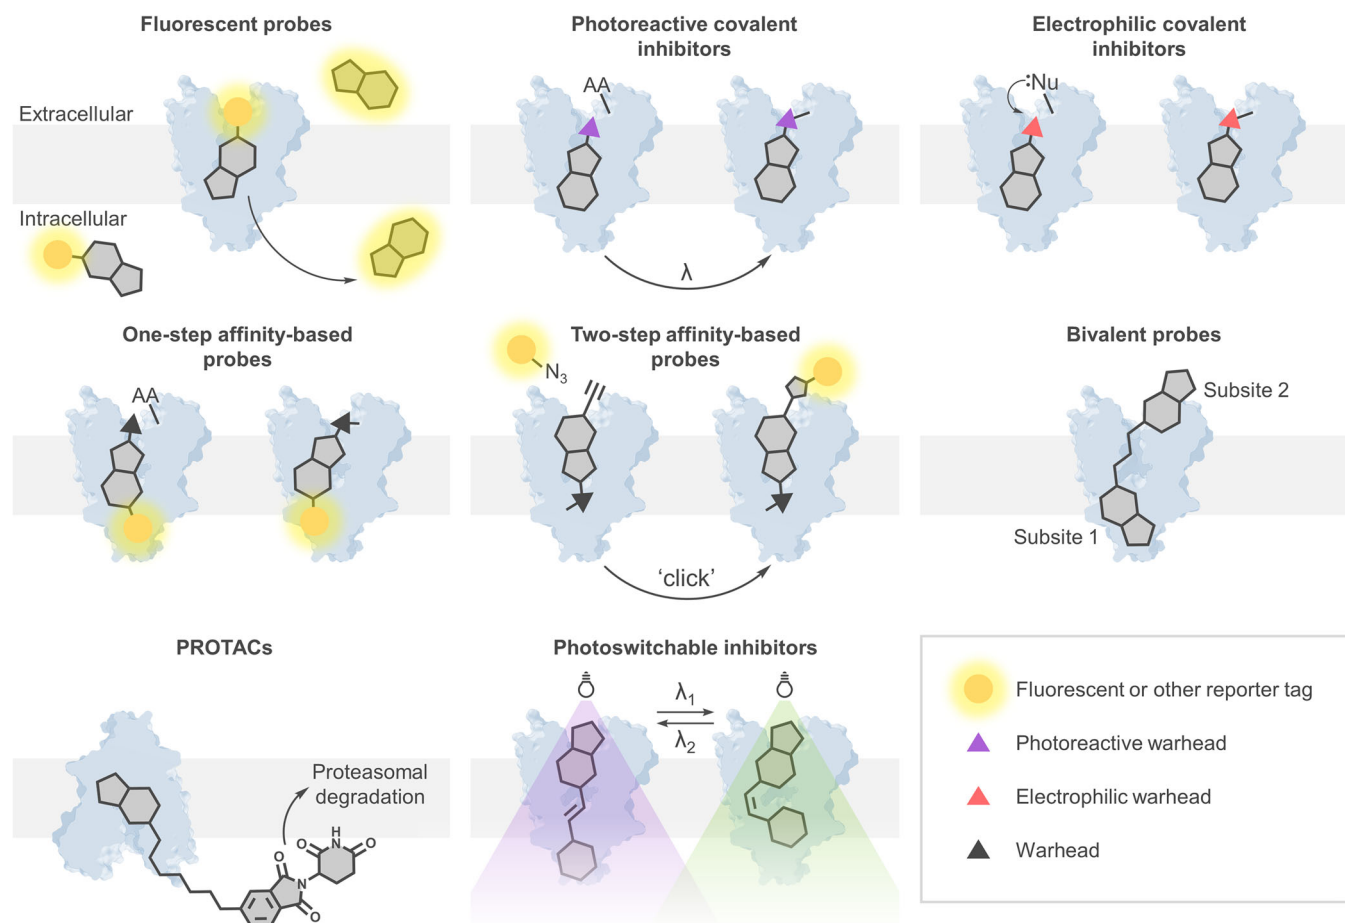 Fluorescent probes
Extracellular
Intracellular
Photoreactive covalent
inhibitors
AA
λ
Electrophilic covalent
inhibitors
:Nu
One-step affinity-based
probes
AA
Two-step affinity-based
probes
N₃
'click'
Bivalent probes
Subsite 2
Subsite 1
PROTACs
Proteasomal
degradation
H
O N O
O
N
O
Photoswitchable inhibitors
λ₁
λ₂
Fluorescent or other reporter tag
Photoreactive warhead
Electrophilic warhead
Warhead